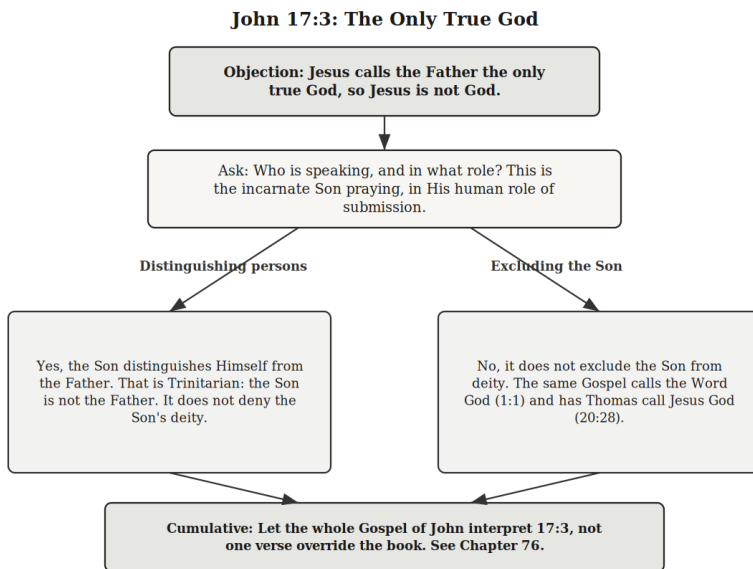 John 17:3: The Only True God
Objection: Jesus calls the Father the only
true God, so Jesus is not God.
Ask: Who is speaking, and in what role? This is
the incarnate Son praying, in His human role of
submission.
Distinguishing persons
Excluding the Son
Yes, the Son distinguishes Himself from
the Father. That is Trinitarian: the Son
is not the Father. It does not deny the
Son's deity.
No, it does not exclude the Son from
deity. The same Gospel calls the Word
God (1:1) and has Thomas call Jesus God
(20:28).
Cumulative: Let the whole Gospel of John interpret 17:3, not
one verse override the book. See Chapter 76.